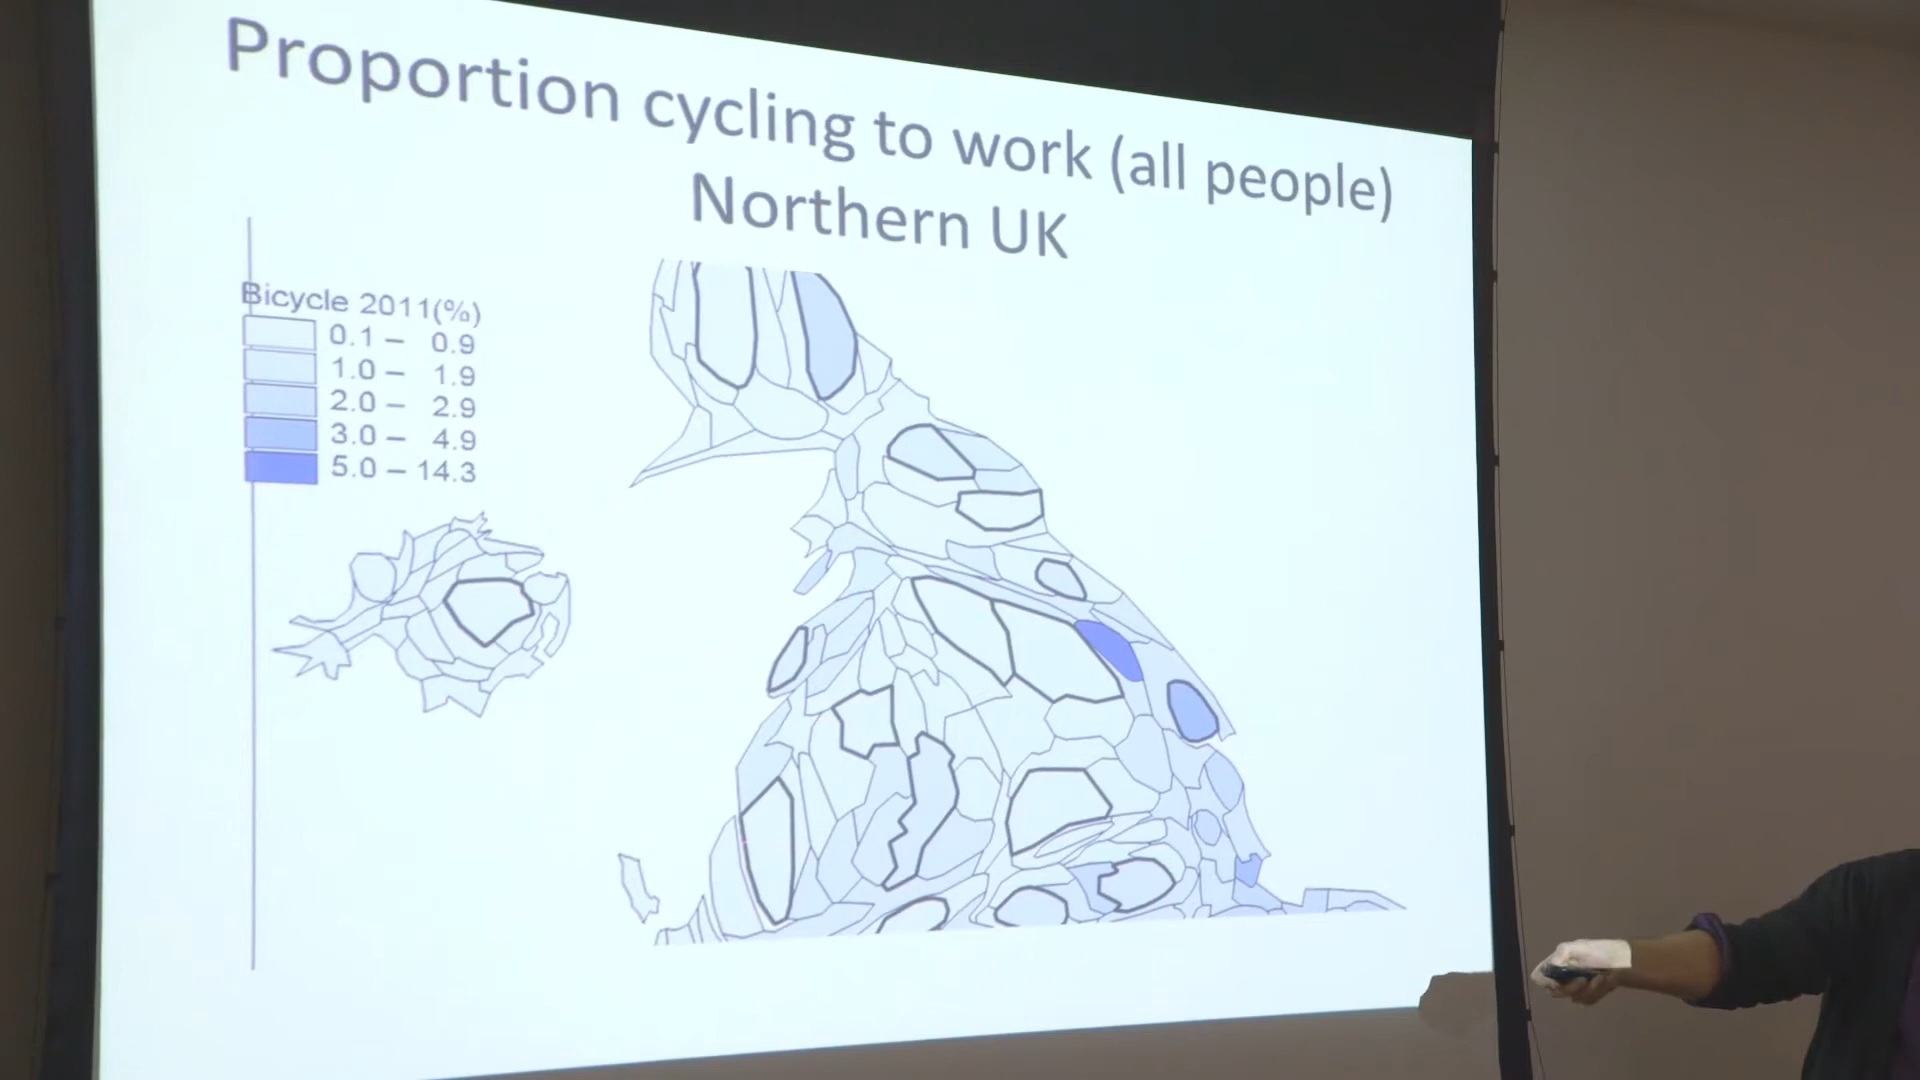 Proportion cycling to work (all people)
Northern UK
Bicycle 2011(%)
0.1 – 0.9
1.0 – 1.9
2.0 – 2.9
3.0 – 4.9
5.0 – 14.3